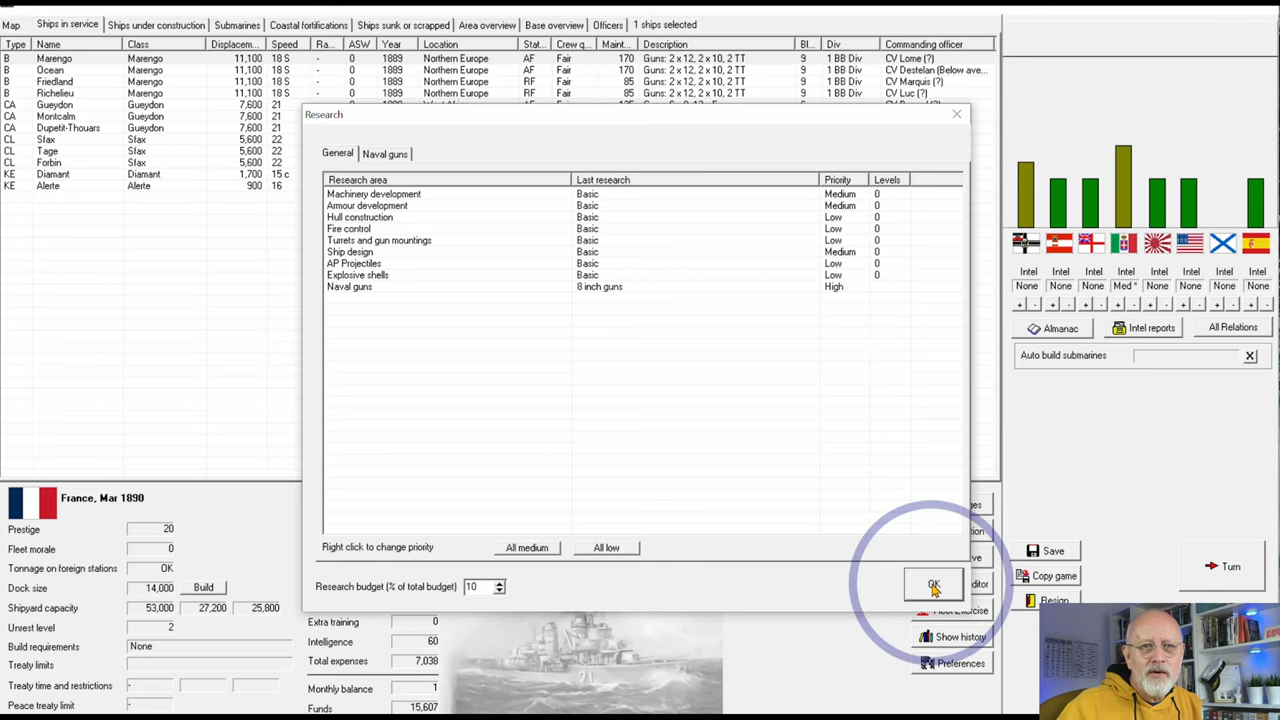 Map Ships in service Ships under construction Submarines Coastal fortifications Ships sunk or scrapped Area overview Base overview Officers 1 ships selected
Type Name Class Displacem... Speed Ra... ASW Year Location Stat... Crew q... Maint... Description Bl... Div Commanding officer
B Marengo Marengo 11,100 18 S - 0 1889 Northern Europe AF Fair 170 Guns: 2 x 12, 2 x 10, 2 TT 9 1 BB Div CV Lome (?)
B Ocean Marengo 11,100 18 S - 0 1889 Northern Europe AF Fair 170 Guns: 2 x 12, 2 x 10, 2 TT 9 1 BB Div CV Destelan (Below ave...
B Friedland Marengo 11,100 18 S - 0 1889 Northern Europe RF Fair 85 Guns: 2 x 12, 2 x 10, 2 TT 9 1 BB Div CV Marquis (?)
B Richelieu Marengo 11,100 18 S - 0 1889 Northern Europe RF Fair 85 Guns: 2 x 12, 2 x 10, 2 TT 9 1 BB Div CV Luc (?)
CA Gueydon Gueydon 7,600 21
CA Montcalm Gueydon 7,600 21
CA Dupetit-Thouars Gueydon 7,600 21
CL Sfax Sfax 5,600 22
CL Tage Sfax 5,600 22
CL Forbin Sfax 5,600 22
KE Diamant Diamant 1,700 15 c
KE Alerte Alerte 900 16
Research
General Naval guns
Research area Last research Priority Levels
Machinery development Basic Medium 0
Armour development Basic Medium 0
Hull construction Basic Low 0
Fire control Basic Low 0
Turrets and gun mountings Basic Low 0
Ship design Basic Medium 0
AP Projectiles Basic Low 0
Explosive shells Basic Low 0
Naval guns 8 inch guns High
Right click to change priority All medium All low
Research budget (% of total budget) 10
OK
Intel Intel Intel Intel Intel Intel Intel Intel
None None None Med * None None None None
+ - + - + - + - + - + - + - + -
Almanac Intel reports All Relations
Auto build submarines X
France, Mar 1890
Prestige 20
Fleet morale 0
Tonnage on foreign stations OK
Dock size 14,000 Build
Shipyard capacity 53,000 27,200 25,800
Unrest level 2
Build requirements None
Treaty limits
Treaty time and restrictions -
Peace treaty limit -
Extra training 0
Intelligence 60
Total expenses 7,038
Monthly balance 1
Funds 15,607
Show history
Preferences
Save
Copy game
Resign
Turn